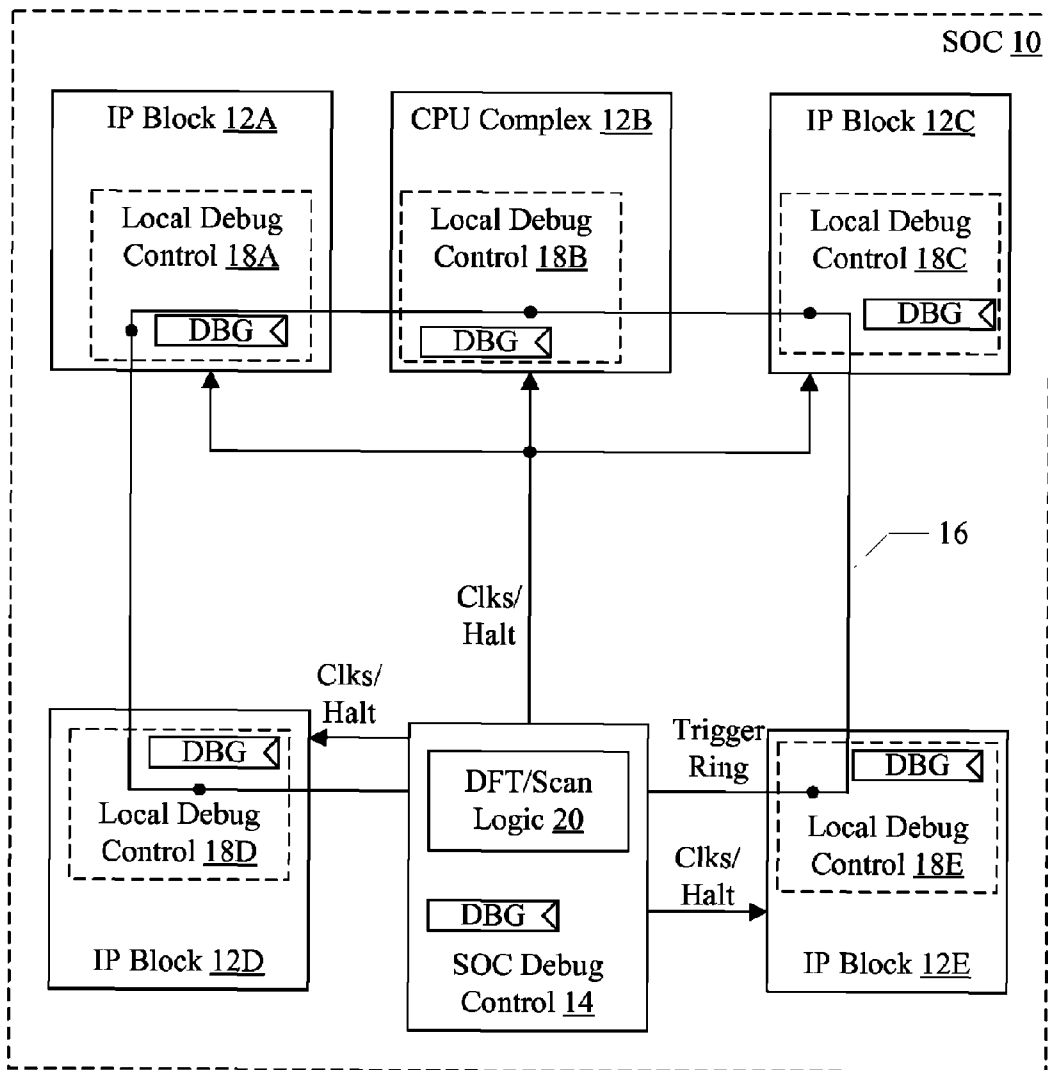 SOC 10
IP Block 12A
CPU Complex 12B
IP Block 12C
Local Debug
Control 18A
Local Debug
Control 18B
Local Debug
Control 18C
DBG
DBG
DBG
16
Clks/
Halt
Clks/
Halt
Trigger
Ring
DBG
Local Debug
Control 18D
IP Block 12D
DFT/Scan
Logic 20
DBG
SOC Debug
Control 14
Clks/
Halt
DBG
Local Debug
Control 18E
IP Block 12E